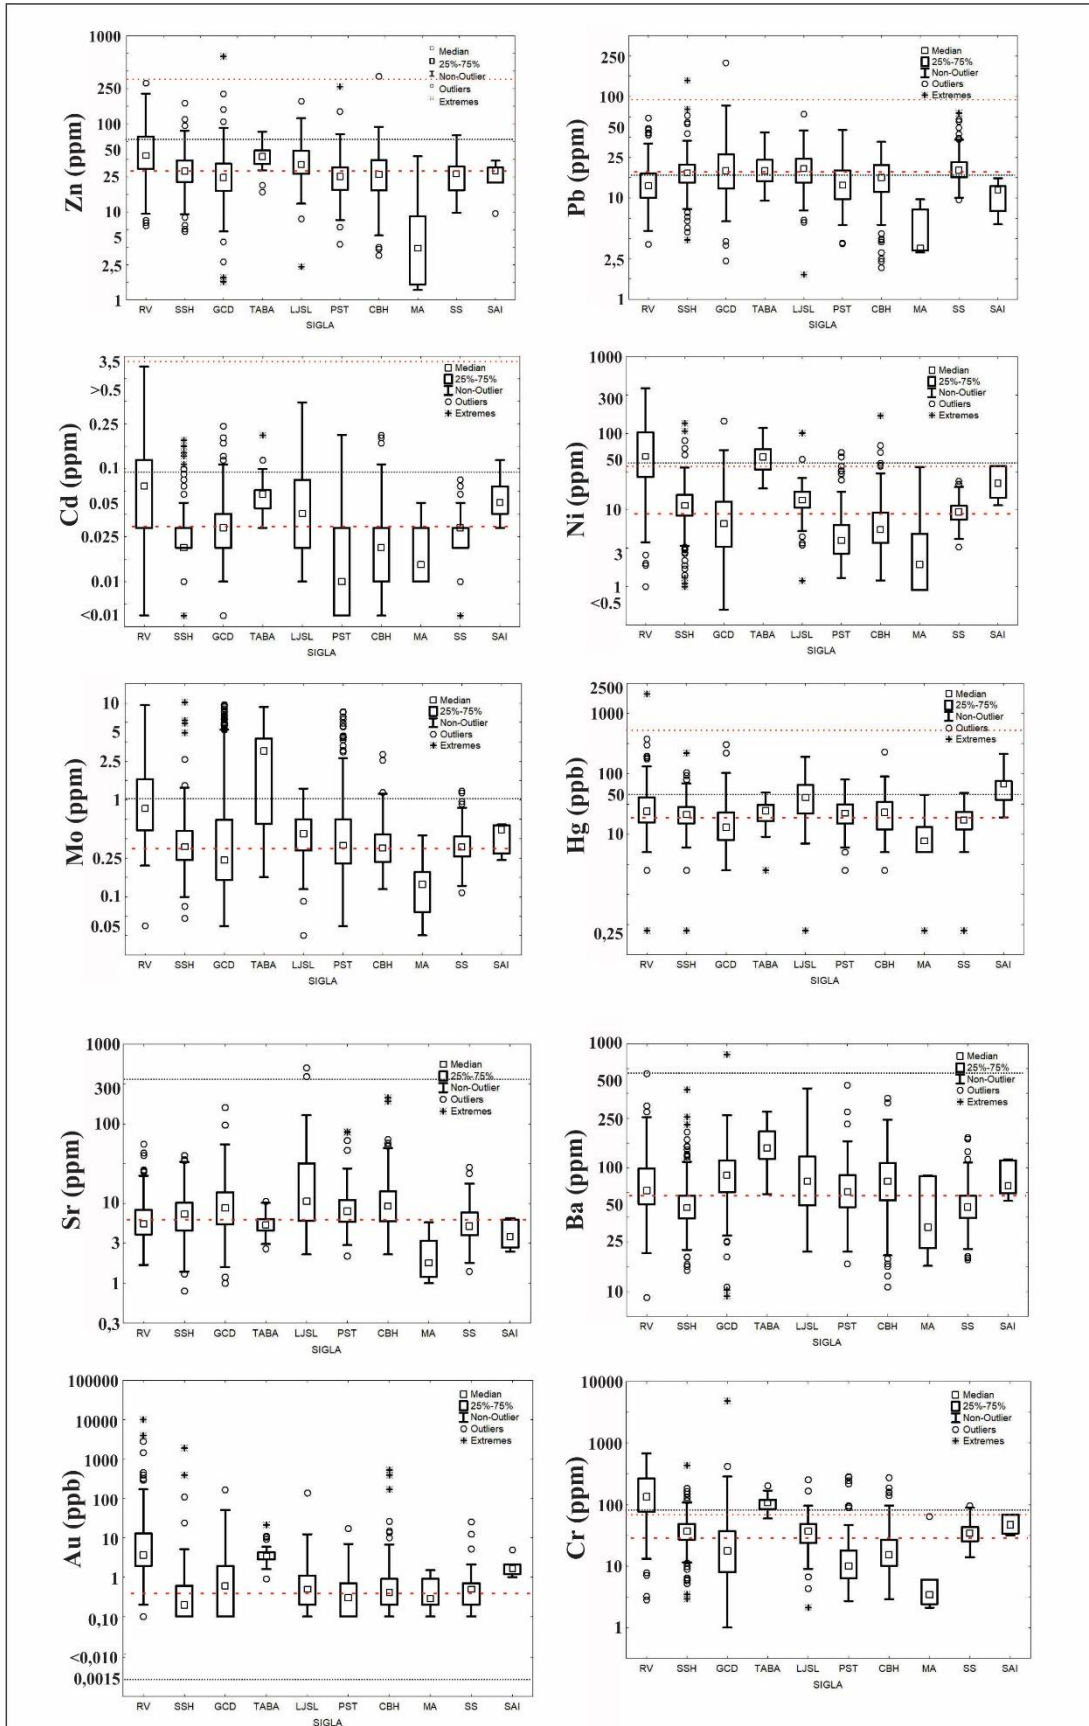 Zn (ppm)
1000
250
100
50
25
10
5
2,5
1
Median
25%-75%
Non-Outlier
Outliers
Extremes
RV SSH GCD TABA LJSL PST CBH MA SS SAI
SIGLA
Pb (ppm)
250
100
50
25
10
5
2,5
1
Median
25%-75%
Non-Outlier
Outliers
Extremes
RV SSH GCD TABA LJSL PST CBH MA SS SAI
SIGLA
Cd (ppm)
3,5
>0.5
0.25
0.1
0.05
0.025
0.01
<0.01
Median
25%-75%
Non-Outlier
Outliers
Extremes
RV SSH GCD TABA LJSL PST CBH MA SS SAI
SIGLA
Ni (ppm)
1000
300
100
50
10
3
1
<0.5
Median
25%-75%
Non-Outlier
Outliers
Extremes
RV SSH GCD TABA LJSL PST CBH MA SS SAI
SIGLA
Mo (ppm)
10
5
2.5
1
0.25
0.1
0.05
Median
25%-75%
Non-Outlier
Outliers
Extremes
RV SSH GCD TABA LJSL PST CBH MA SS SAI
SIGLA
Hg (ppb)
2500
1000
100
50
10
0,25
Median
25%-75%
Non-Outlier
Outliers
Extremes
RV SSH GCD TABA LJSL PST CBH MA SS SAI
SIGLA
Sr (ppm)
1000
300
100
10
3
1
0,3
Median
25%-75%
Non-Outlier
Outliers
Extremes
RV SSH GCD TABA LJSL PST CBH MA SS SAI
SIGLA
Ba (ppm)
1000
500
250
100
50
25
10
Median
25%-75%
Non-Outlier
Outliers
Extremes
RV SSH GCD TABA LJSL PST CBH MA SS SAI
SIGLA
Au (ppb)
100000
10000
1000
100
10
1
0,10
<0,010
0,0015
Median
25%-75%
Non-Outlier
Outliers
Extremes
RV SSH GCD TABA LJSL PST CBH MA SS SAI
SIGLA
Cr (ppm)
10000
1000
100
10
1
Median
25%-75%
Non-Outlier
Outliers
Extremes
RV SSH GCD TABA LJSL PST CBH MA SS SAI
SIGLA